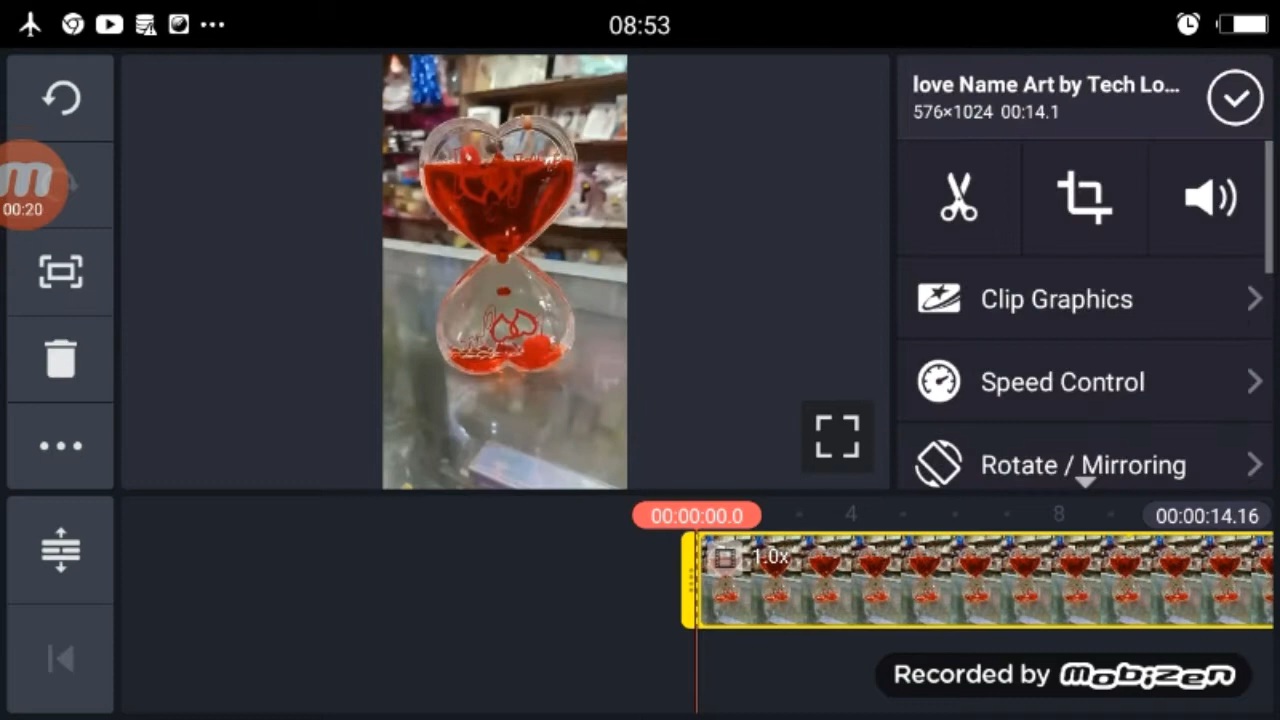 08:53
love Name Art by Tech Lo...
576×1024 00:14.1
m
00:20
Clip Graphics
Speed Control
Rotate / Mirroring
00:00:00.0
4
8
00:00:14.16
1.0x
Recorded by mobizen